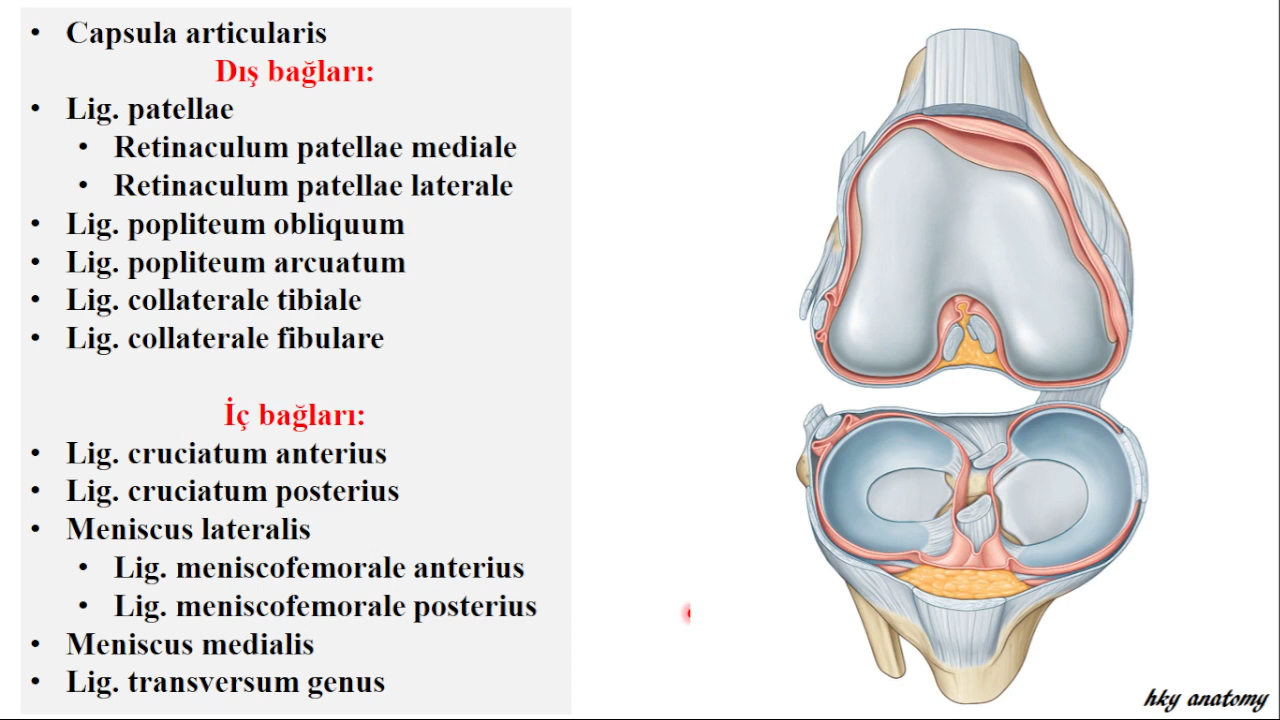 • Capsula articularis
Dış bağları:
• Lig. patellae
• Retinaculum patellae mediale
• Retinaculum patellae laterale
• Lig. popliteum obliquum
• Lig. popliteum arcuatum
• Lig. collaterale tibiale
• Lig. collaterale fibulare
İç bağları:
• Lig. cruciatum anterius
• Lig. cruciatum posterius
• Meniscus lateralis
• Lig. meniscofemorale anterius
• Lig. meniscofemorale posterius
• Meniscus medialis
• Lig. transversum genus
hky anatomy